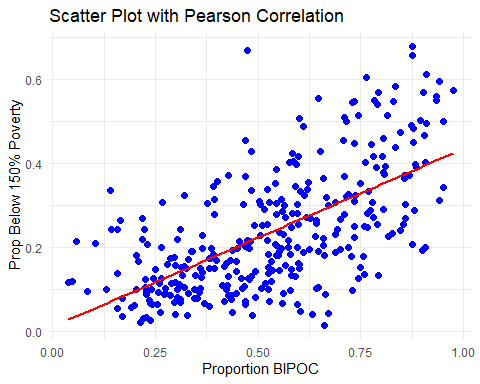 Scatter Plot with Pearson Correlation
Prop Below 150% Poverty
0.6
0.4
0.2
0.0
0.00 0.25 0.50 0.75 1.00
Proportion BIPOC